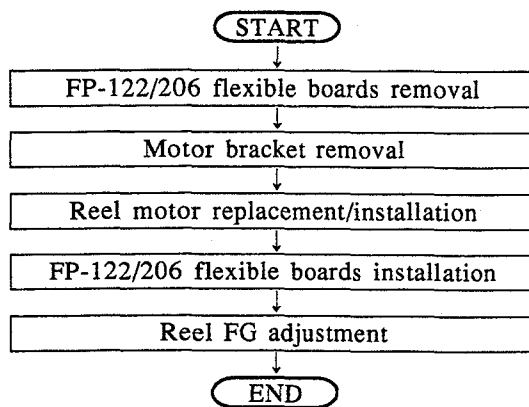 START
FP-122/206 flexible boards removal
Motor bracket removal
Reel motor replacement/installation
FP-122/206 flexible boards installation
Reel FG adjustment
END